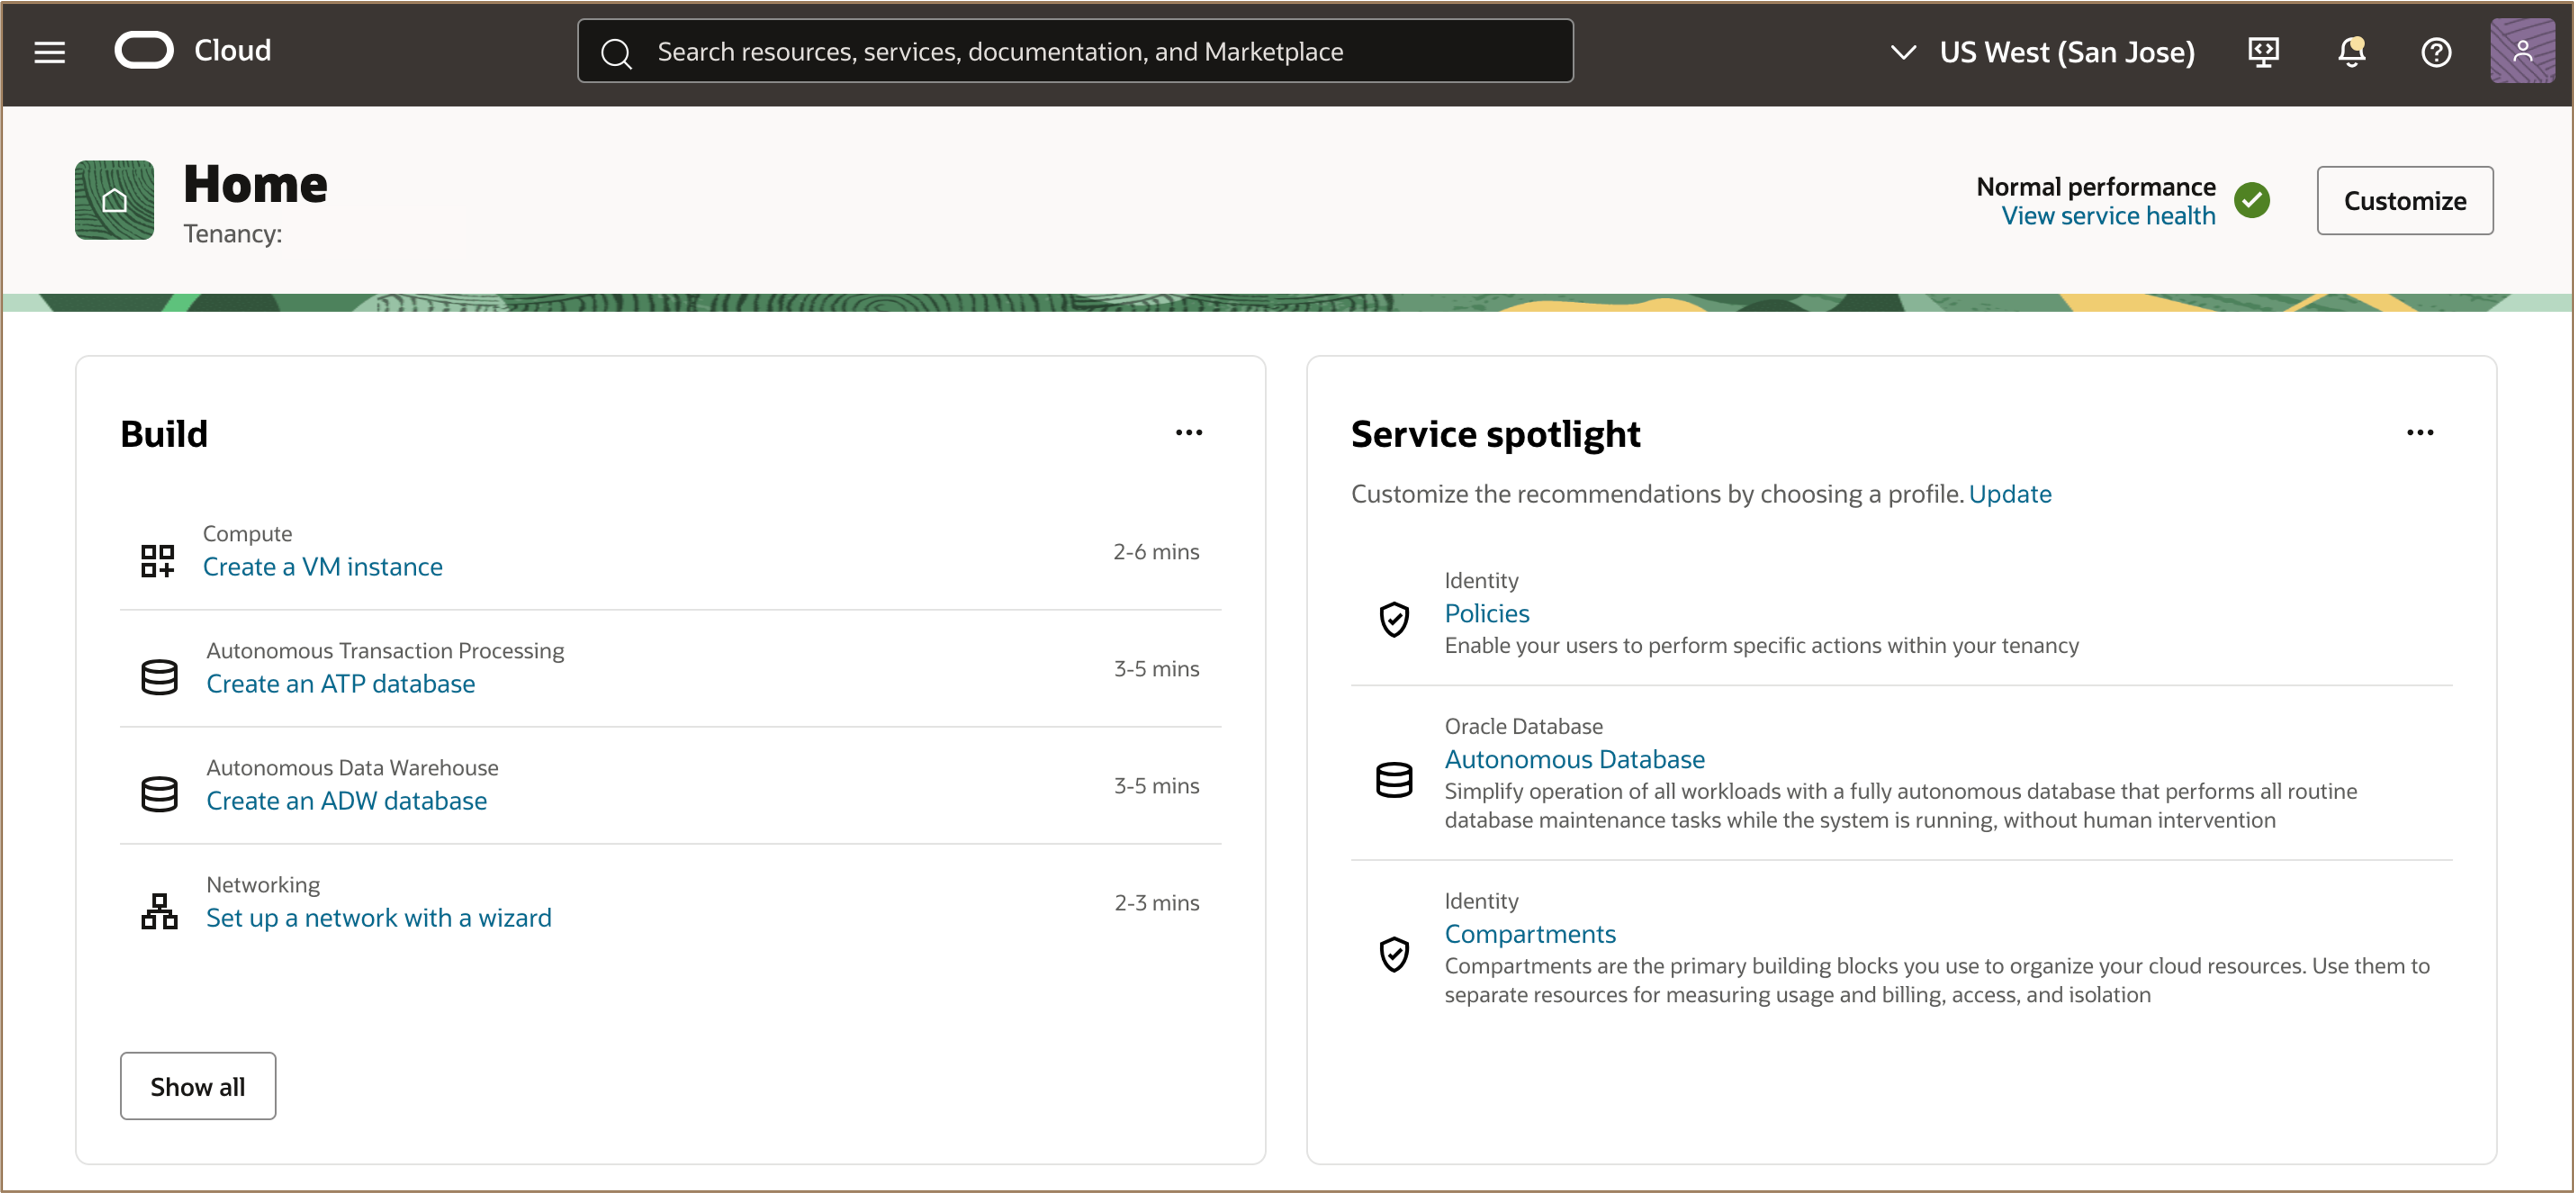 Cloud
Search resources, services, documentation, and Marketplace
US West (San Jose)
Home
Tenancy:
Normal performance
View service health
Customize
Build
Compute
Create a VM instance
2-6 mins
Autonomous Transaction Processing
Create an ATP database
3-5 mins
Autonomous Data Warehouse
Create an ADW database
3-5 mins
Networking
Set up a network with a wizard
2-3 mins
Show all
Service spotlight
Customize the recommendations by choosing a profile. Update
Identity
Policies
Enable your users to perform specific actions within your tenancy
Oracle Database
Autonomous Database
Simplify operation of all workloads with a fully autonomous database that performs all routine
database maintenance tasks while the system is running, without human intervention
Identity
Compartments
Compartments are the primary building blocks you use to organize your cloud resources. Use them to
separate resources for measuring usage and billing, access, and isolation